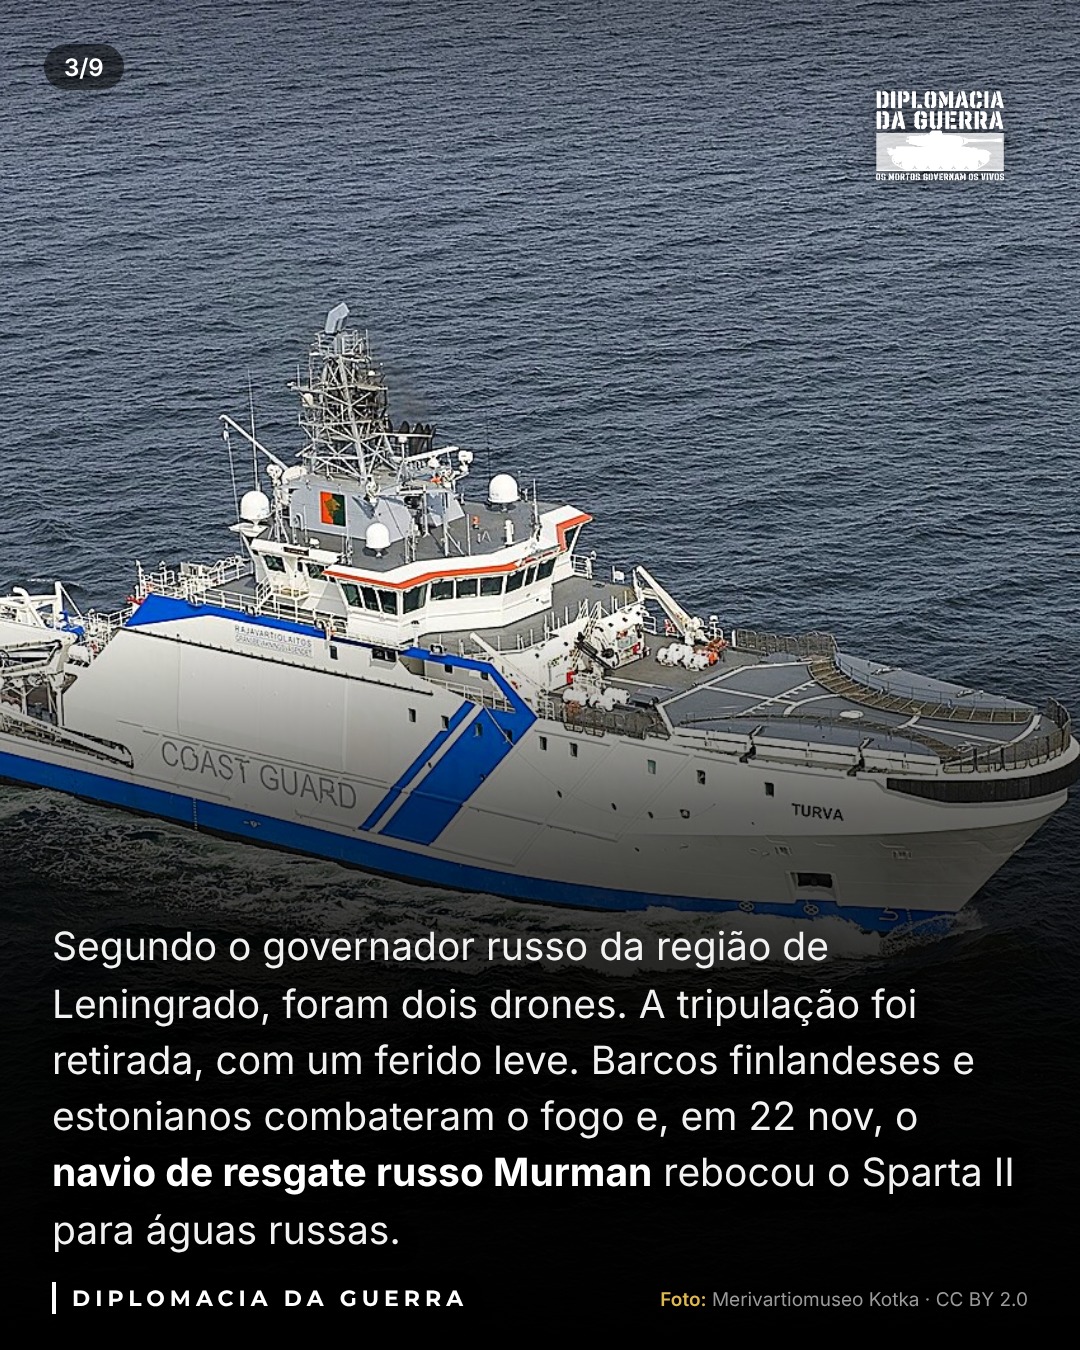 3/9
DIPLOMACIA
DA GUERRA
OS MORTOS GOVERNAM OS VIVOS
RAJAVARTIOLAITOS
GRÄNSBEVAKNINGSVÄSENDET
COAST GUARD
TURVA
Segundo o governador russo da região de
Leningrado, foram dois drones. A tripulação foi
retirada, com um ferido leve. Barcos finlandeses e
estonianos combateram o fogo e, em 22 nov, o
navio de resgate russo Murman rebocou o Sparta II
para águas russas.
DIPLOMACIA DA GUERRA
Foto: Merivartiomuseo Kotka · CC BY 2.0